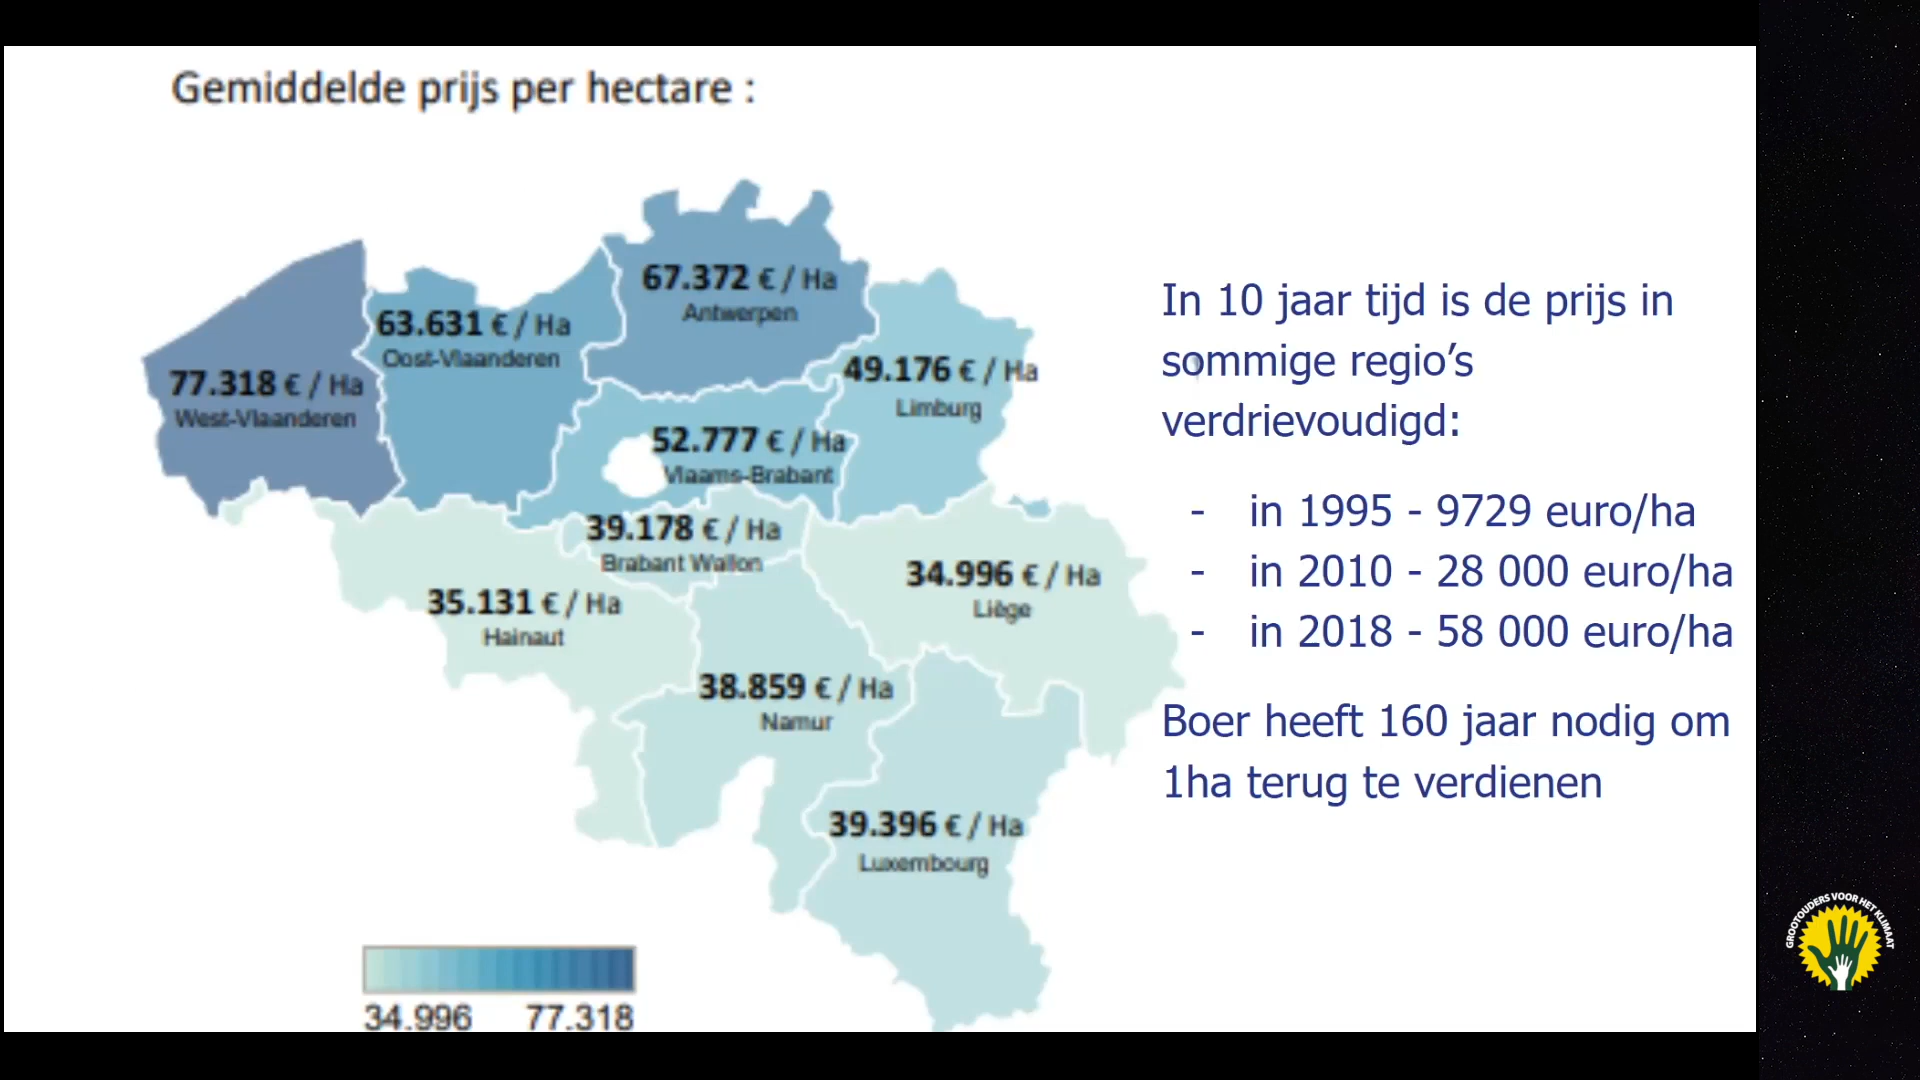 Gemiddelde prijs per hectare :
67.372 € / Ha
Antwerpen
63.631 € / Ha
Oost-Vlaanderen
77.318 € / Ha
West-Vlaanderen
49.176 € / Ha
Limburg
52.777 € / Ha
Vlaams-Brabant
39.178 € / Ha
Brabant Wallon
34.996 € / Ha
Liège
35.131 € / Ha
Hainaut
38.859 € / Ha
Namur
39.396 € / Ha
Luxembourg
34.996 77.318
In 10 jaar tijd is de prijs in
sommige regio’s
verdrievoudigd:
- in 1995 - 9729 euro/ha
- in 2010 - 28 000 euro/ha
- in 2018 - 58 000 euro/ha
Boer heeft 160 jaar nodig om
1ha terug te verdienen
GROOTOUDERS VOOR HET KLIMAAT